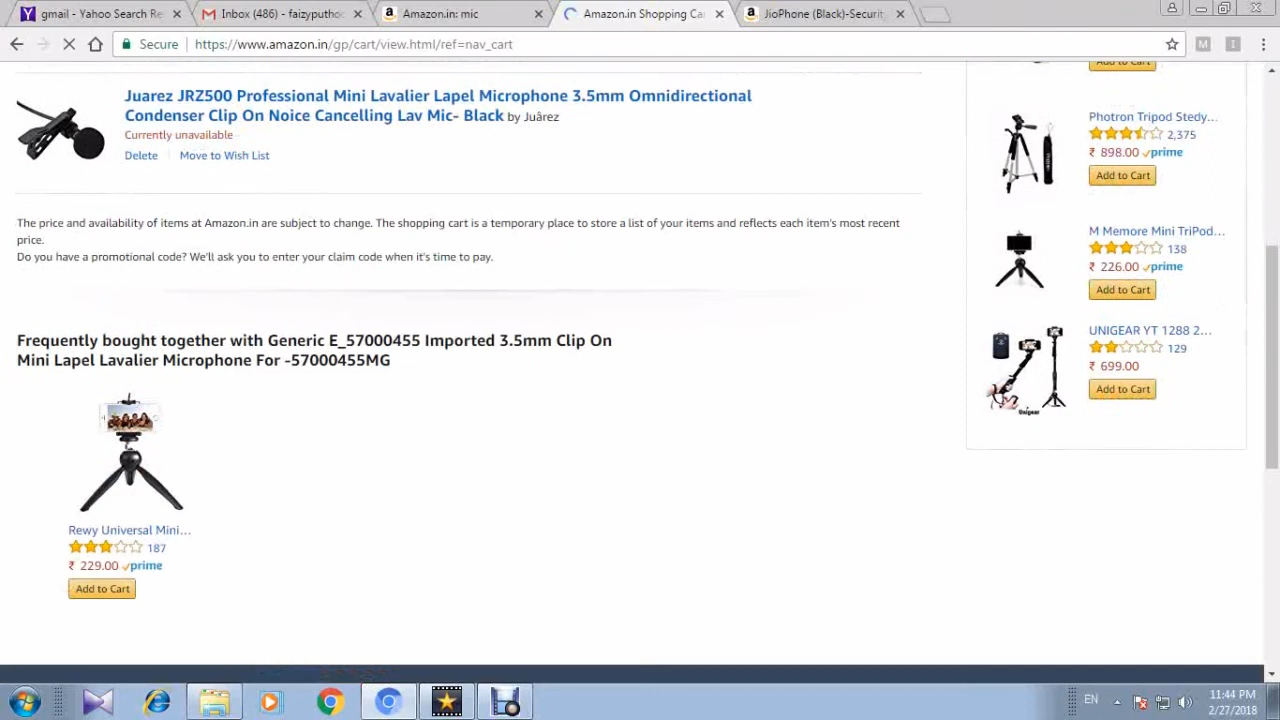 gmail - Yahoo Search Re
Inbox (486) - faizyputhoc
Amazon.in: mic
Amazon.in Shopping Car
JioPhone (Black)-Securit
Secure
https://www.amazon.in/gp/cart/view.html/ref=nav_cart
Juarez JRZ500 Professional Mini Lavalier Lapel Microphone 3.5mm Omnidirectional
Condenser Clip On Noice Cancelling Lav Mic- Black by Juârez
Currently unavailable
Delete
Move to Wish List
The price and availability of items at Amazon.in are subject to change. The shopping cart is a temporary place to store a list of your items and reflects each item's most recent
price.
Do you have a promotional code? We'll ask you to enter your claim code when it's time to pay.
Frequently bought together with Generic E_57000455 Imported 3.5mm Clip On
Mini Lapel Lavalier Microphone For -57000455MG
Rewy Universal Mini...
187
₹ 229.00 prime
Add to Cart
Add to Cart
Photron Tripod Stedy...
2,375
₹ 898.00 prime
Add to Cart
M Memore Mini TriPod...
138
₹ 226.00 prime
Add to Cart
UNIGEAR YT 1288 2...
129
₹ 699.00
Add to Cart
Unigear
EN
11:44 PM
2/27/2018